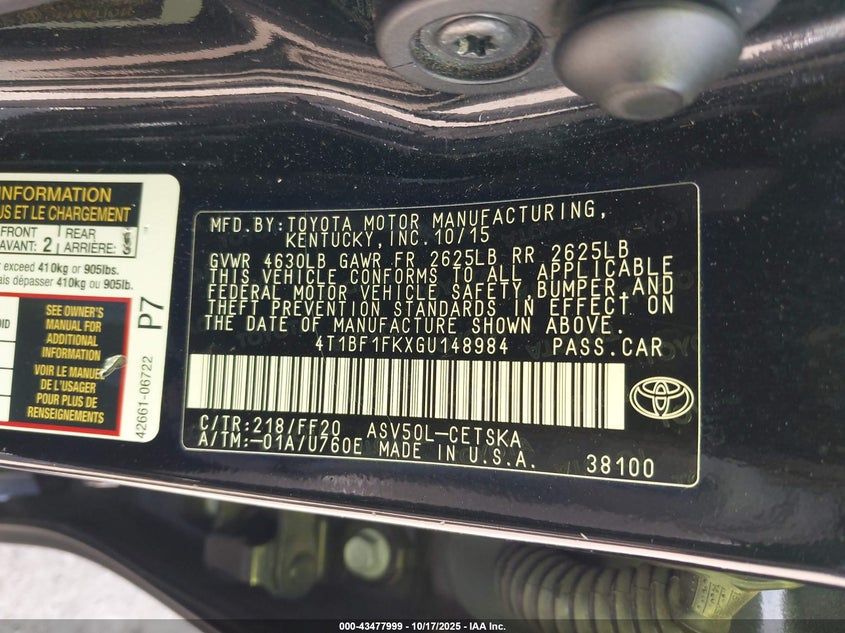 INFORMATION
US ET LE CHARGEMENT
FRONT
AVANT: 2
REAR
ARRIÈRE: 3
exceed 410kg or 905lbs.
ais dépasser 410kg ou 905lb.
SEE OWNER'S
MANUAL FOR
ADDITIONAL
INFORMATION
VOIR LE MANUEL
DE L'USAGER
POUR PLUS DE
RENSEIGNEMENTS
P7
42661-06722
MFD.BY:TOYOTA MOTOR MANUFACTURING,
KENTUCKY, INC. 10/15
GVWR 4630LB GAWR FR 2625LB RR 2625LB
THIS VEHICLE CONFORMS TO ALL APPLICABLE
FEDERAL MOTOR VEHICLE SAFETY, BUMPER, AND
THEFT PREVENTION STANDARDS IN EFFECT ON
THE DATE OF MANUFACTURE SHOWN ABOVE.
4T1BF1FKXGU148984 PASS.CAR
C/TR:218/FF20 ASV50L-CETSKA
A/TM:-01A/U760E MADE IN U.S.A. 38100
000-43477999 - 10/17/2025 - IAA Inc.